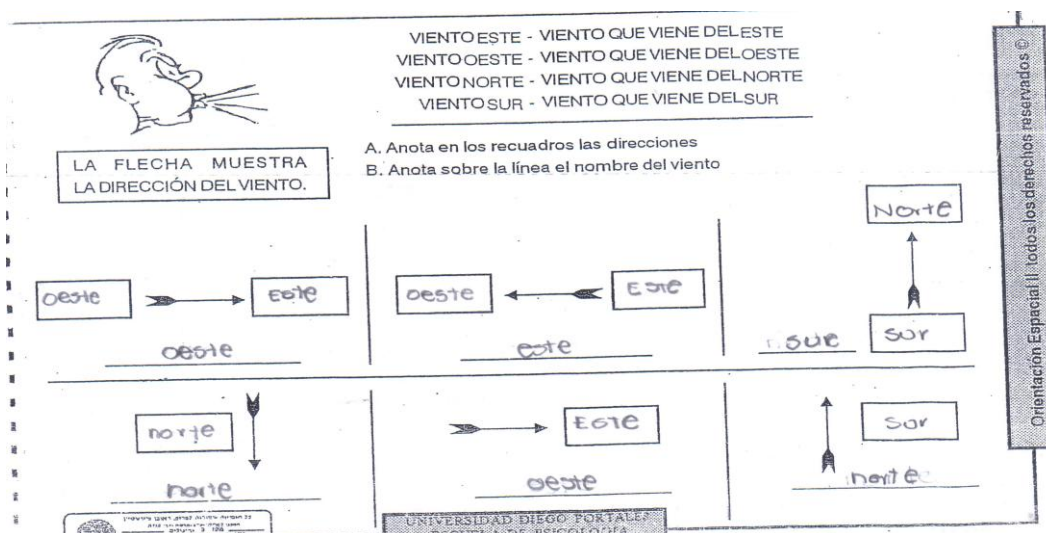 VIENTO ESTE - VIENTO QUE VIENE DEL ESTE
VIENTO OESTE - VIENTO QUE VIENE DEL OESTE
VIENTO NORTE - VIENTO QUE VIENE DEL NORTE
VIENTO SUR - VIENTO QUE VIENE DEL SUR
LA FLECHA MUESTRA
LA DIRECCIÓN DEL VIENTO.
A. Anota en los recuadros las direcciones
B. Anota sobre la línea el nombre del viento
oeste Este
oeste
oeste Este
este
Norte
sur Sur
norte
norte
Este
oeste
Sur
norte
UNIVERSIDAD DIEGO PORTALES
ESCUELA DE PSICOLOGIA
Orientación Espacial II todos los derechos reservados ©